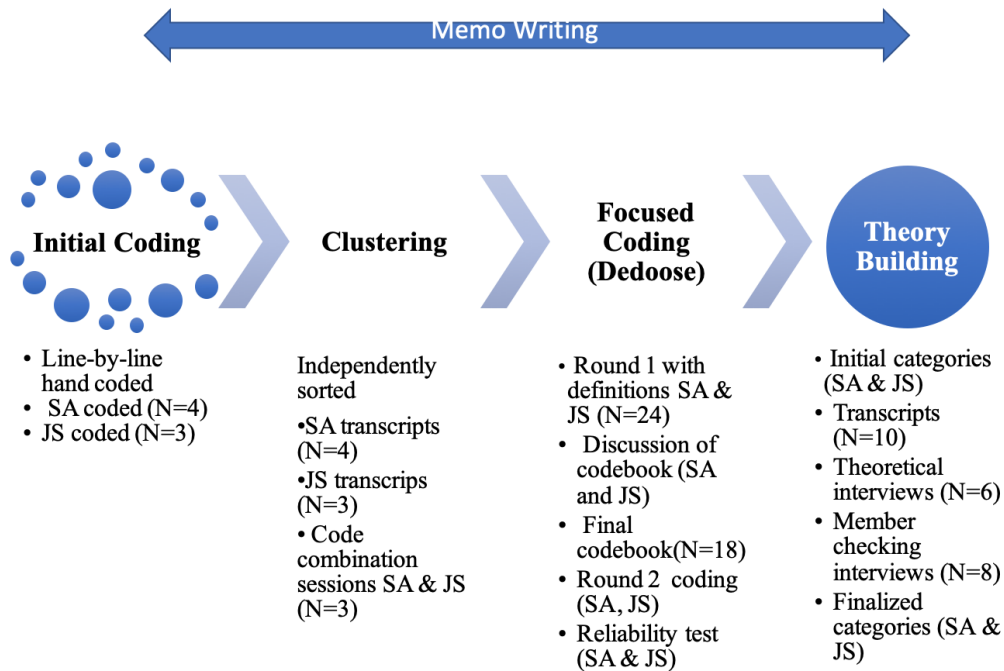 Memo Writing
Initial Coding
• Line-by-line
hand coded
• SA coded (N=4)
• JS coded (N=3)
Clustering
Independently
sorted
•SA transcripts
(N=4)
•JS transcrips
(N=3)
• Code
combination
sessions SA & JS
(N=3)
Focused
Coding
(Dedoose)
• Round 1 with
definitions SA &
JS (N=24)
• Discussion of
codebook (SA
and JS)
• Final
codebook(N=18)
• Round 2 coding
(SA, JS)
• Reliability test
(SA & JS)
Theory
Building
• Initial categories
(SA & JS)
• Transcripts
(N=10)
• Theoretical
interviews (N=6)
• Member
checking
interviews (N=8)
• Finalized
categories (SA &
JS)